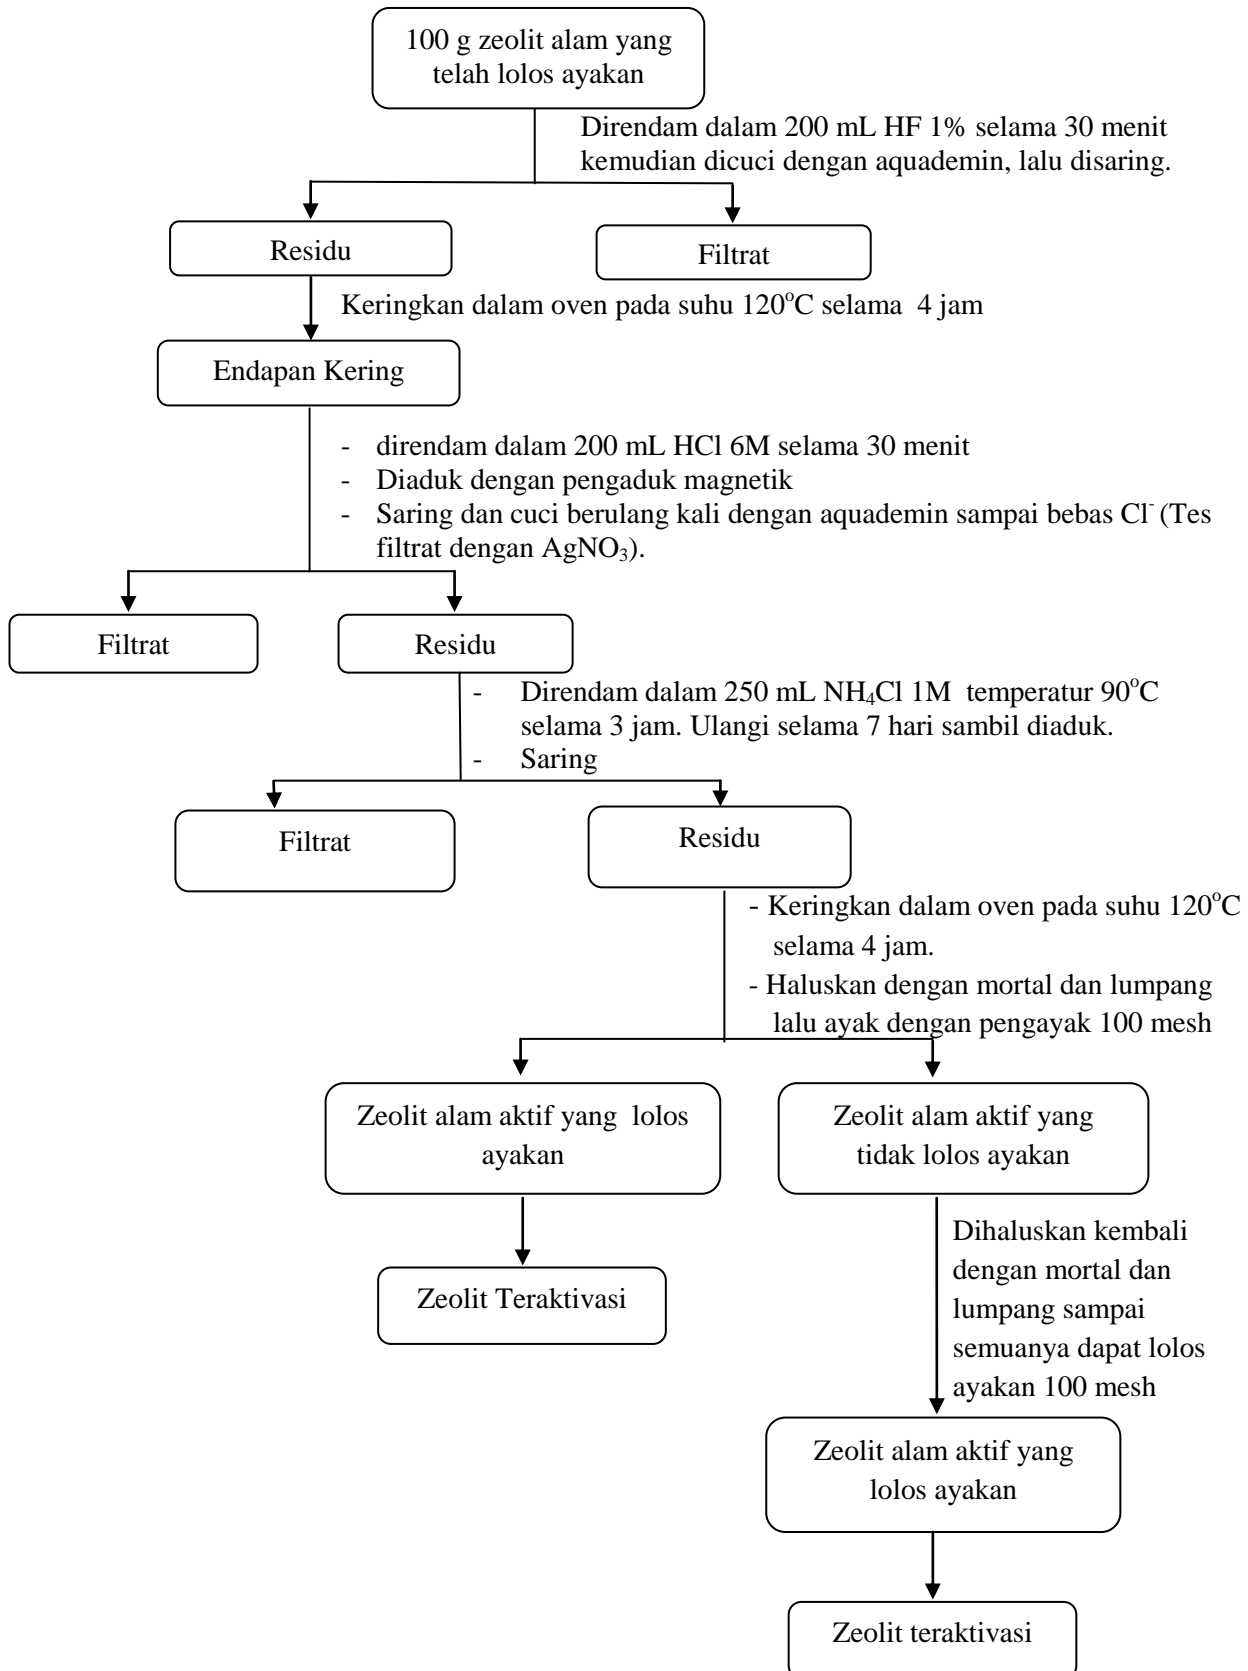 100 g zeolit alam yang
telah lolos ayakan
Direndam dalam 200 mL HF 1% selama 30 menit
kemudian dicuci dengan aquademin, lalu disaring.
Residu
Filtrat
Keringkan dalam oven pada suhu 120°C selama 4 jam
Endapan Kering
- direndam dalam 200 mL HCl 6M selama 30 menit
- Diaduk dengan pengaduk magnetik
- Saring dan cuci berulang kali dengan aquademin sampai bebas Cl⁻ (Tes
filtrat dengan AgNO₃).
Filtrat
Residu
- Direndam dalam 250 mL NH₄Cl 1M temperatur 90°C
selama 3 jam. Ulangi selama 7 hari sambil diaduk.
- Saring
Filtrat
Residu
- Keringkan dalam oven pada suhu 120°C
selama 4 jam.
- Haluskan dengan mortal dan lumpang
lalu ayak dengan pengayak 100 mesh
Zeolit alam aktif yang lolos
ayakan
Zeolit alam aktif yang
tidak lolos ayakan
Zeolit Teraktivasi
Dihaluskan kembali
dengan mortal dan
lumpang sampai
semuanya dapat lolos
ayakan 100 mesh
Zeolit alam aktif yang
lolos ayakan
Zeolit teraktivasi